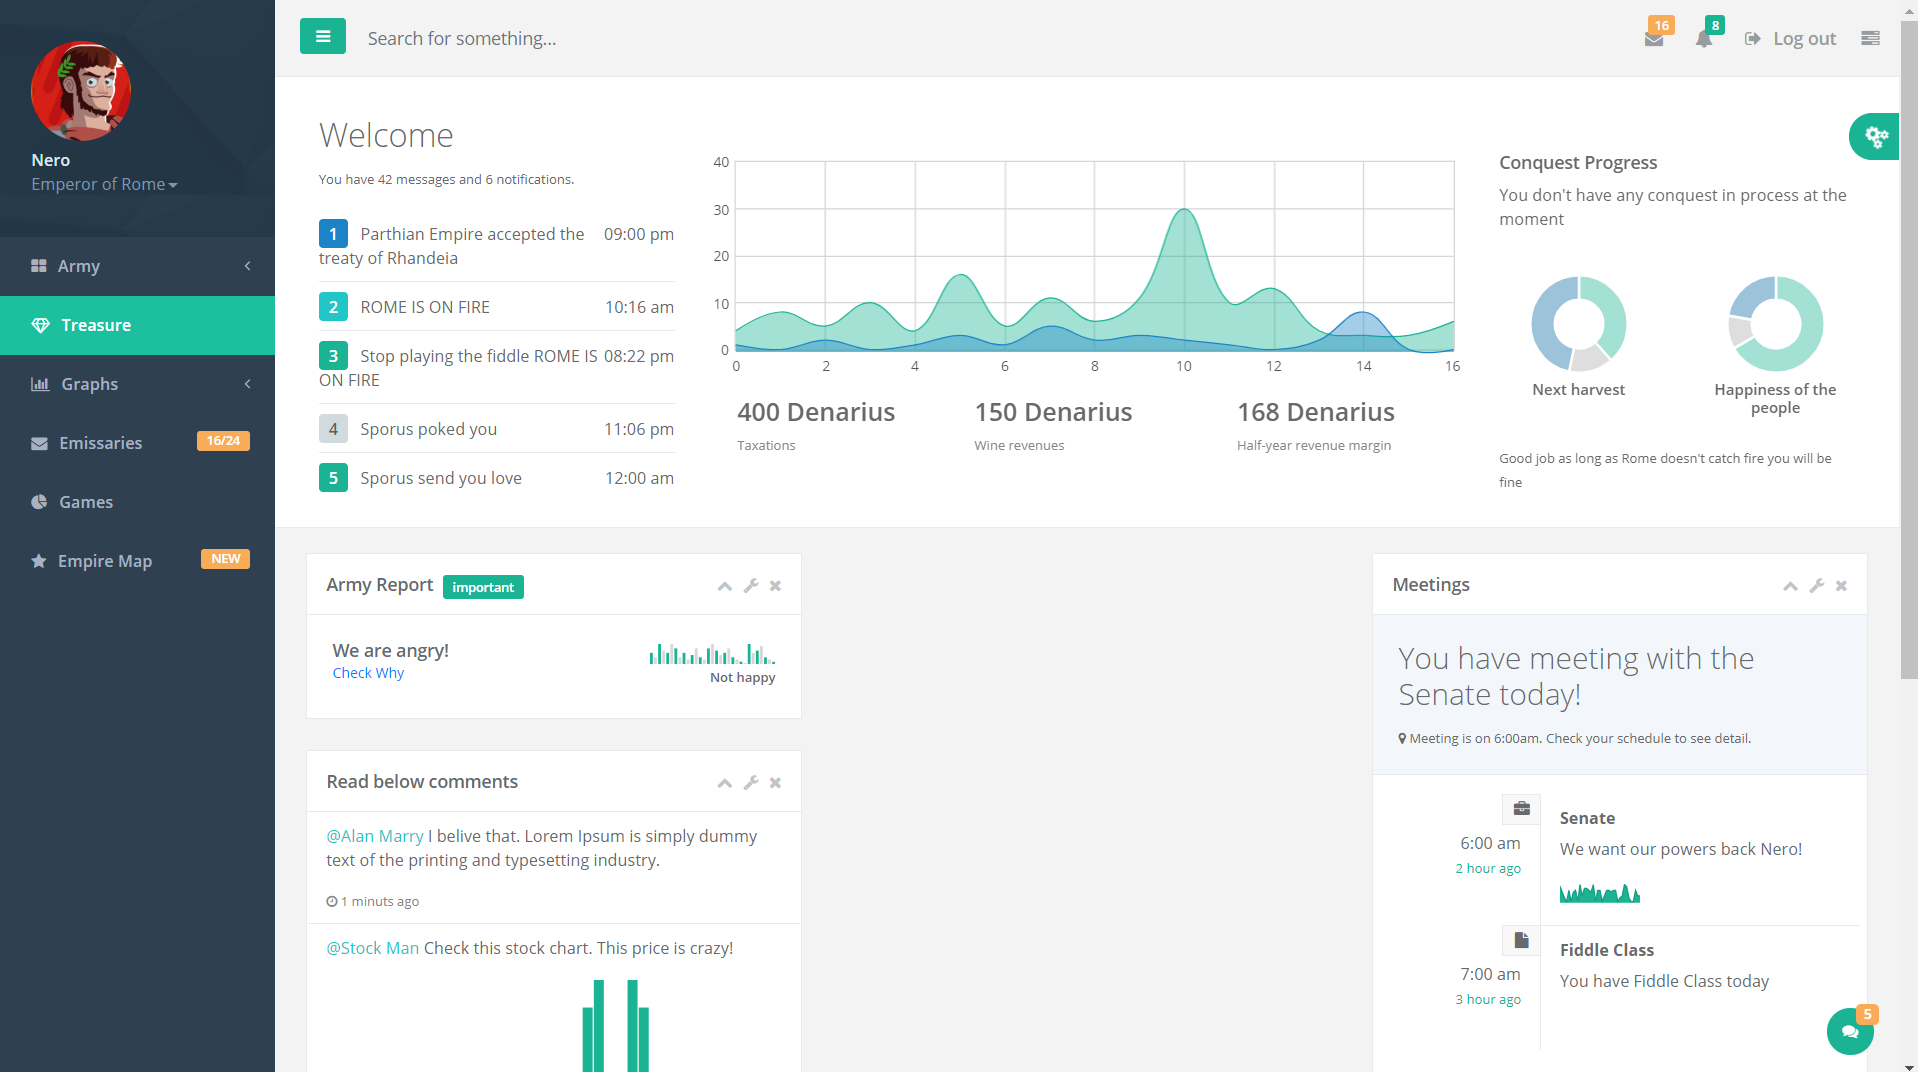 Nero
Emperor of Rome
Army
Treasure
Graphs
Emissaries 16/24
Games
Empire Map NEW
Search for something...
16
8
Log out
Welcome
You have 42 messages and 6 notifications.
1 Parthian Empire accepted the 09:00 pm
treaty of Rhandeia
2 ROME IS ON FIRE 10:16 am
3 Stop playing the fiddle ROME IS 08:22 pm
ON FIRE
4 Sporus poked you 11:06 pm
5 Sporus send you love 12:00 am
40
30
20
10
0
0 2 4 6 8 10 12 14 16
400 Denarius 150 Denarius 168 Denarius
Taxations Wine revenues Half-year revenue margin
Conquest Progress
You don't have any conquest in process at the
moment
Next harvest
Happiness of the
people
Good job as long as Rome doesn't catch fire you will be
fine
Army Report important
We are angry!
Check Why
Not happy
Read below comments
@Alan Marry I belive that. Lorem Ipsum is simply dummy
text of the printing and typesetting industry.
1 minuts ago
@Stock Man Check this stock chart. This price is crazy!
Meetings
You have meeting with the
Senate today!
Meeting is on 6:00am. Check your schedule to see detail.
6:00 am
2 hour ago
Senate
We want our powers back Nero!
7:00 am
3 hour ago
Fiddle Class
You have Fiddle Class today
5